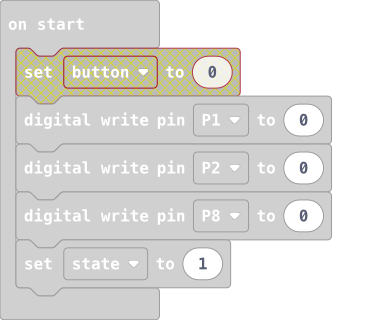 on start
set button to 0
digital write pin P1 to 0
digital write pin P2 to 0
digital write pin P8 to 0
set state to 1